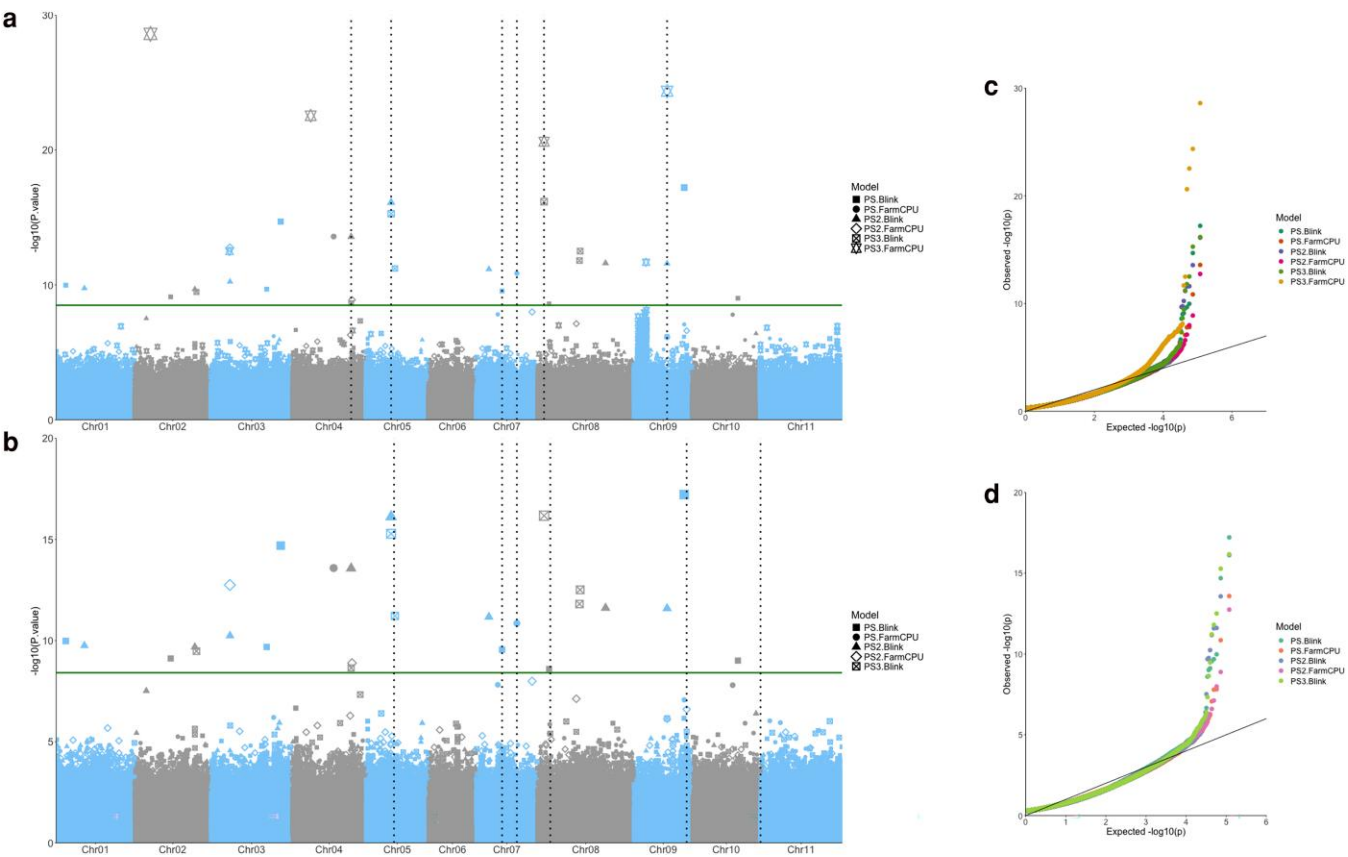 a
30
20
10
0
-log10(P.value)
Chr01 Chr02 Chr03 Chr04 Chr05 Chr06 Chr07 Chr08 Chr09 Chr10 Chr11
Model
PS.Blink
PS.FarmCPU
PS2.Blink
PS2.FarmCPU
PS3.Blink
PS3.FarmCPU
b
20
15
10
5
0
-log10(P.value)
Chr01 Chr02 Chr03 Chr04 Chr05 Chr06 Chr07 Chr08 Chr09 Chr10 Chr11
Model
PS.Blink
PS.FarmCPU
PS2.Blink
PS2.FarmCPU
PS3.Blink
c
30
20
10
0
Observed -log10(p)
0 2 4 6
Expected -log10(p)
Model
PS.Blink
PS.FarmCPU
PS2.Blink
PS2.FarmCPU
PS3.Blink
PS3.FarmCPU
d
20
15
10
5
0
Observed -log10(p)
0 1 2 3 4 5 6
Expected -log10(p)
Model
PS.Blink
PS.FarmCPU
PS2.Blink
PS2.FarmCPU
PS3.Blink